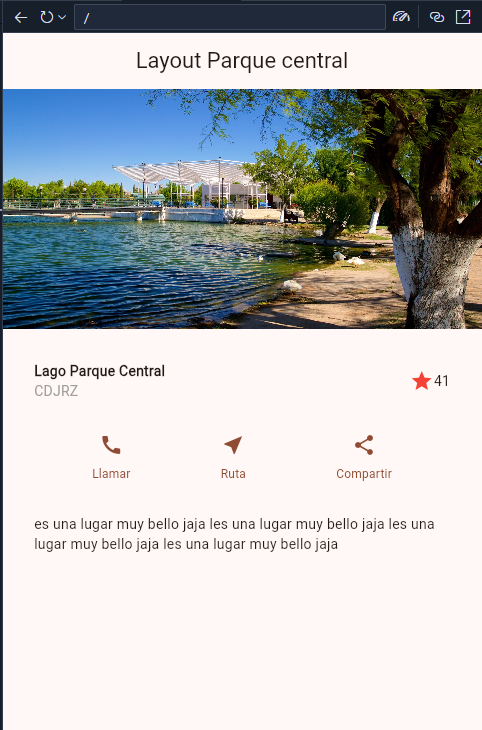 /
Layout Parque central
Lago Parque Central
CDJRZ
41
Llamar
Ruta
Compartir
es una lugar muy bello jaja les una lugar muy bello jaja les una
lugar muy bello jaja les una lugar muy bello jaja